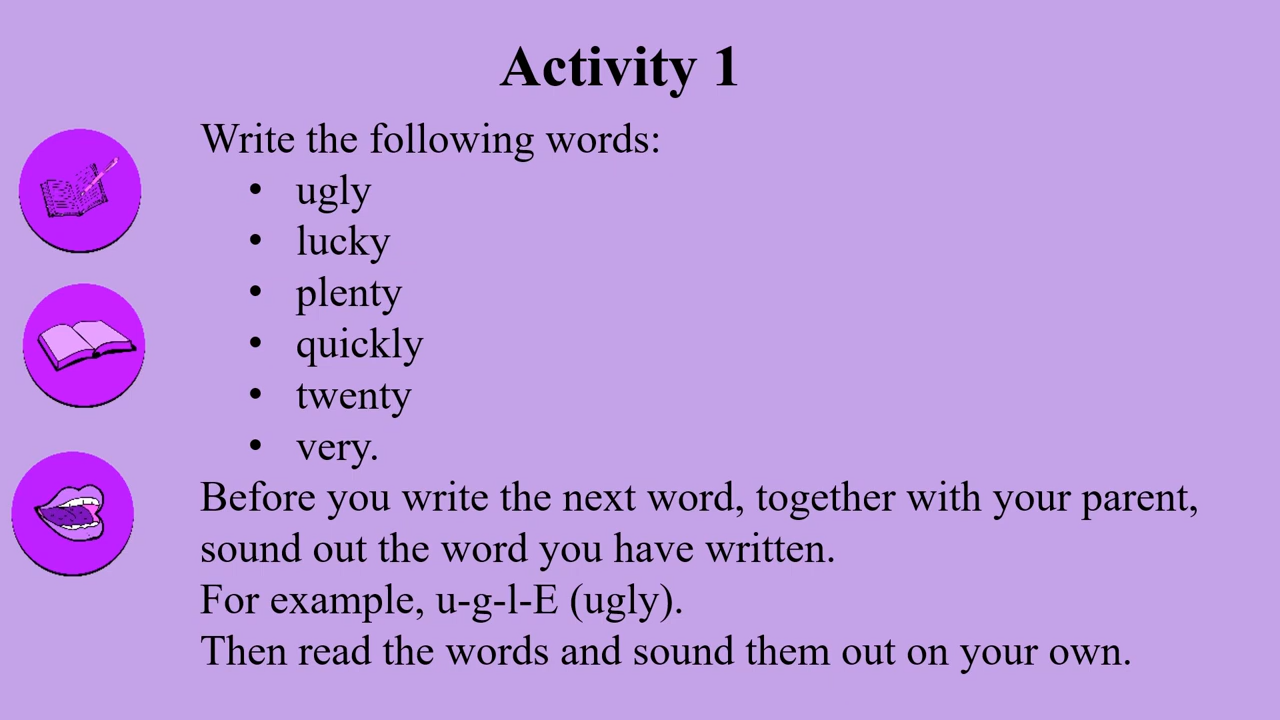 Activity 1
Write the following words:
• ugly
• lucky
• plenty
• quickly
• twenty
• very.
Before you write the next word, together with your parent,
sound out the word you have written.
For example, u-g-l-E (ugly).
Then read the words and sound them out on your own.